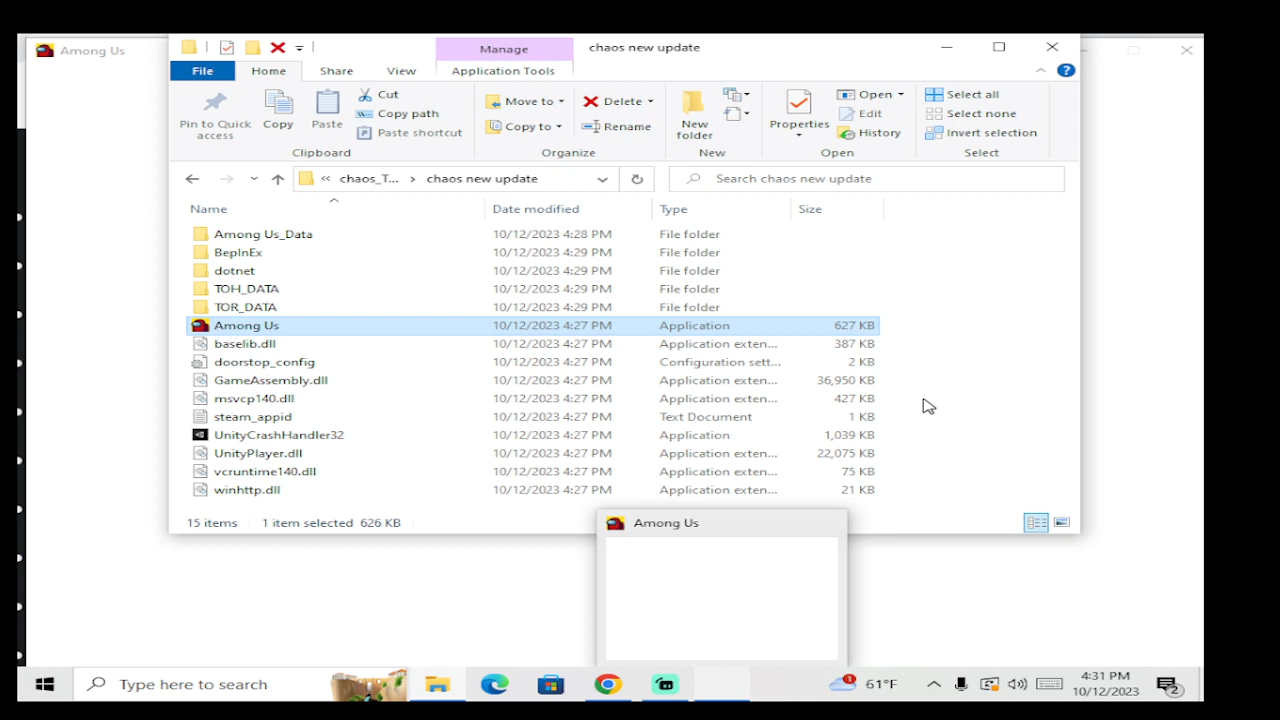 Among Us
Manage
chaos new update
File
Home
Share
View
Application Tools
Pin to Quick
access
Copy
Paste
Cut
Copy path
Paste shortcut
Clipboard
Move to
Copy to
Delete
Rename
Organize
New
folder
New
Properties
Open
Edit
History
Open
Select all
Select none
Invert selection
Select
« chaos_T... > chaos new update
Search chaos new update
Name Date modified Type Size
Among Us_Data 10/12/2023 4:28 PM File folder
BepInEx 10/12/2023 4:29 PM File folder
dotnet 10/12/2023 4:29 PM File folder
TOH_DATA 10/12/2023 4:29 PM File folder
TOR_DATA 10/12/2023 4:29 PM File folder
Among Us 10/12/2023 4:27 PM Application 627 KB
baselib.dll 10/12/2023 4:27 PM Application exten... 387 KB
doorstop_config 10/12/2023 4:27 PM Configuration sett... 2 KB
GameAssembly.dll 10/12/2023 4:27 PM Application exten... 36,950 KB
msvcp140.dll 10/12/2023 4:27 PM Application exten... 427 KB
steam_appid 10/12/2023 4:27 PM Text Document 1 KB
UnityCrashHandler32 10/12/2023 4:27 PM Application 1,039 KB
UnityPlayer.dll 10/12/2023 4:27 PM Application exten... 22,075 KB
vcruntime140.dll 10/12/2023 4:27 PM Application exten... 75 KB
winhttp.dll 10/12/2023 4:27 PM Application exten... 21 KB
15 items 1 item selected 626 KB
Among Us
Type here to search
1
61°F
4:31 PM
10/12/2023
2